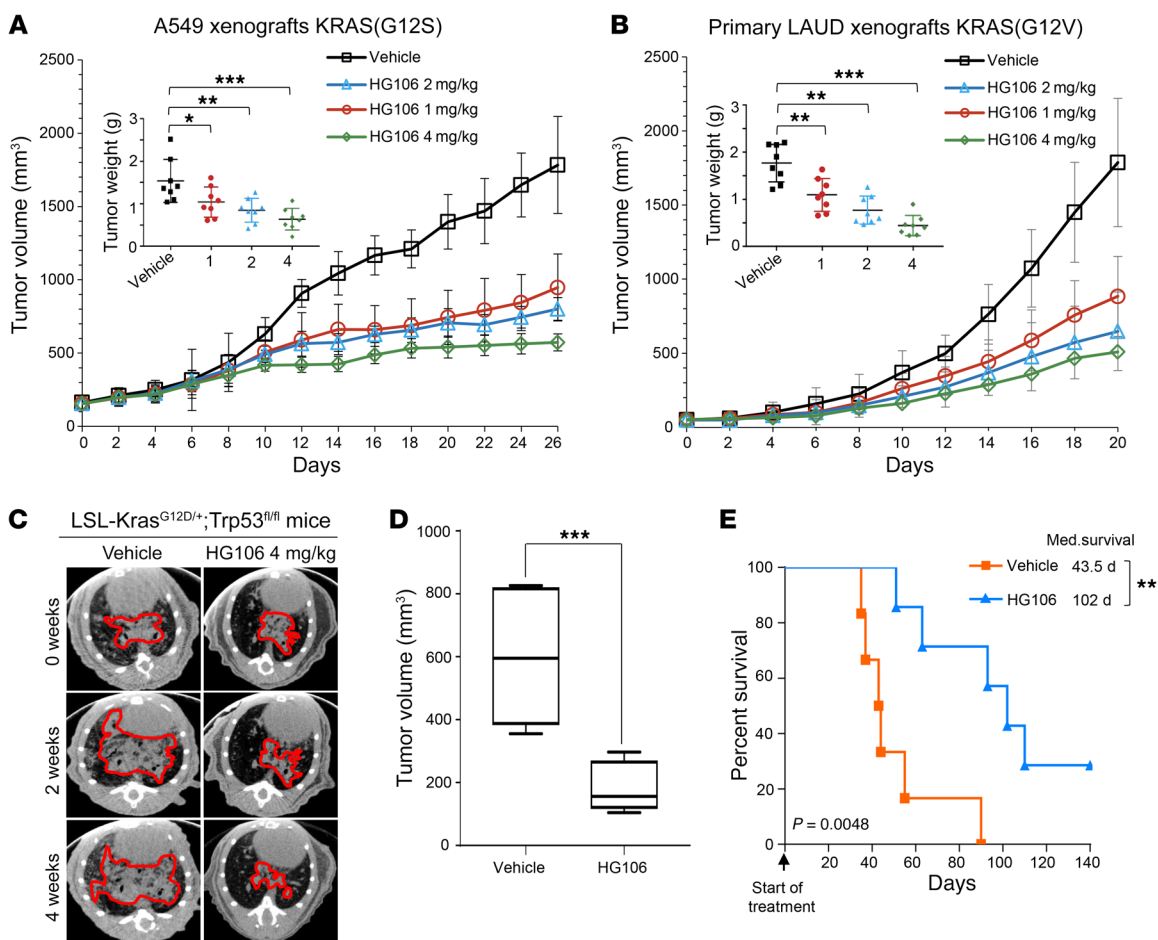 A
A549 xenografts KRAS(G12S)
Vehicle
HG106 2 mg/kg
HG106 1 mg/kg
HG106 4 mg/kg
Tumor volume (mm³)
2500
2000
1500
1000
500
0
***
**
*
Tumor weight (g)
3
2
1
0
Vehicle
1
2
4
0 2 4 6 8 10 12 14 16 18 20 22 24 26
Days
B
Primary LAUD xenografts KRAS(G12V)
Vehicle
HG106 2 mg/kg
HG106 1 mg/kg
HG106 4 mg/kg
Tumor volume (mm³)
2500
2000
1500
1000
500
0
***
**
**
Tumor weight (g)
3
2
1
0
Vehicle
1
2
4
0 2 4 6 8 10 12 14 16 18 20
Days
C
LSL-KrasG12D/+;Trp53fl/fl mice
Vehicle
HG106 4 mg/kg
0 weeks
2 weeks
4 weeks
D
Tumor volume (mm³)
1000
800
600
400
200
0
***
Vehicle
HG106
E
Med.survival
Vehicle 43.5 d
HG106 102 d
**
Percent survival
100
80
60
40
20
0
P = 0.0048
20 40 60 80 100 120 140
Days
Start of
treatment